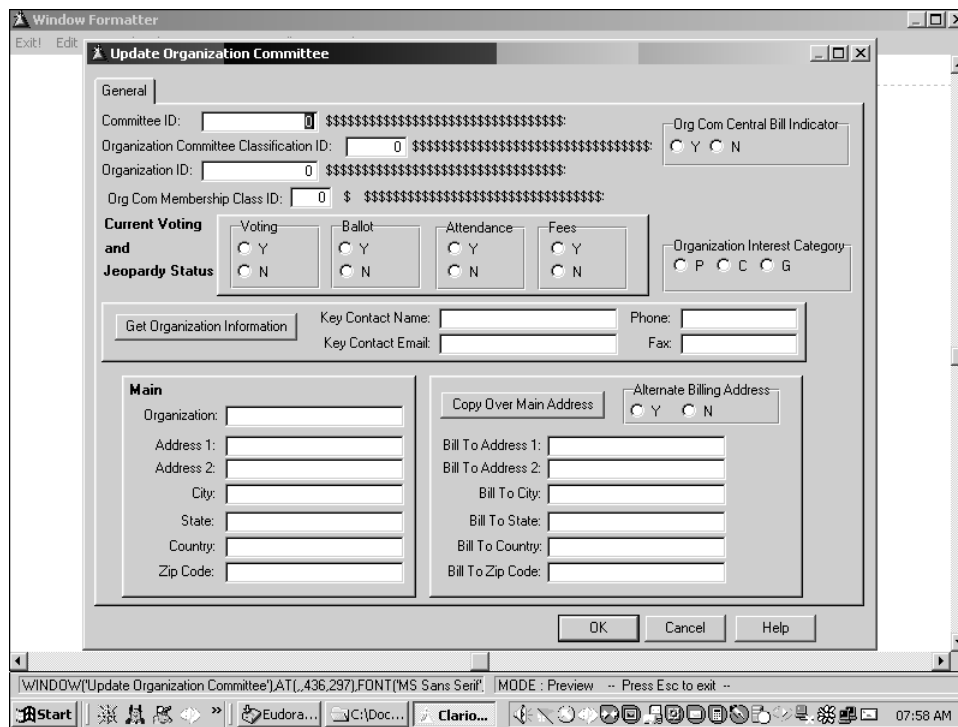 Window Formatter
Exit! Edit
Update Organization Committee
General
Committee ID: 0 $$$$$$$$$$$$$$$$$$$$$$$$$$$$$$$$$
Organization Committee Classification ID: 0 $$$$$$$$$$$$$$$$$$$$$$$$$$$$$$$$$
Org Com Central Bill Indicator
Y N
Organization ID: 0 $$$$$$$$$$$$$$$$$$$$$$$$$$$$$$$$$
Org Com Membership Class ID: 0 $ $$$$$$$$$$$$$$$$$$$$$$$$$$$$$$$$$
Current Voting
and
Jeopardy Status
Voting
Y
N
Ballot
Y
N
Attendance
Y
N
Fees
Y
N
Organization Interest Category
P C G
Get Organization Information
Key Contact Name:
Phone:
Key Contact Email:
Fax:
Main
Organization:
Address 1:
Address 2:
City:
State:
Country:
Zip Code:
Copy Over Main Address
Alternate Billing Address
Y N
Bill To Address 1:
Bill To Address 2:
Bill To City:
Bill To State:
Bill To Country:
Bill To Zip Code:
OK Cancel Help
WINDOW('Update Organization Committee'),AT(,,436,297),FONT('MS Sans Serif', MODE : Preview -- Press Esc to exit --
Start » Eudora... C:\Doc... Clario... 07:58 AM